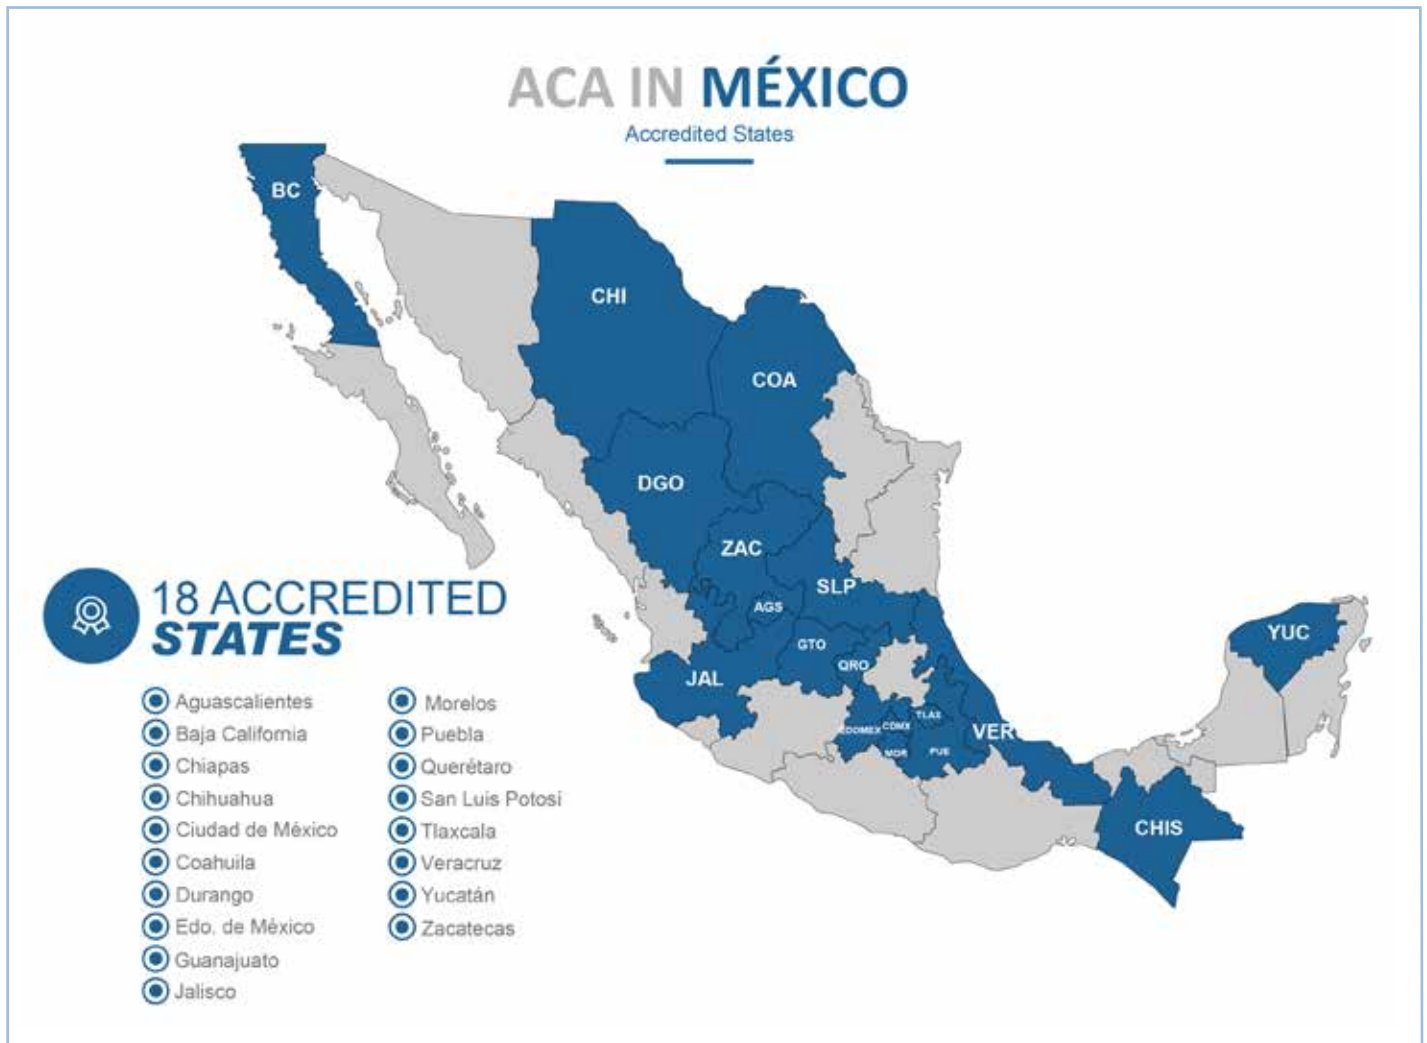 ACA IN MÉXICO
Accredited States
BC
CHI
COA
DGO
ZAC
SLP
AGS
GTO
QRO
JAL
TLAX
CDMX
EDOMEX
VER
MOR
PUE
YUC
CHIS
18 ACCREDITED
STATES
Aguascalientes
Baja California
Chiapas
Chihuahua
Ciudad de México
Coahuila
Durango
Edo. de México
Guanajuato
Jalisco
Morelos
Puebla
Querétaro
San Luis Potosí
Tlaxcala
Veracruz
Yucatán
Zacatecas